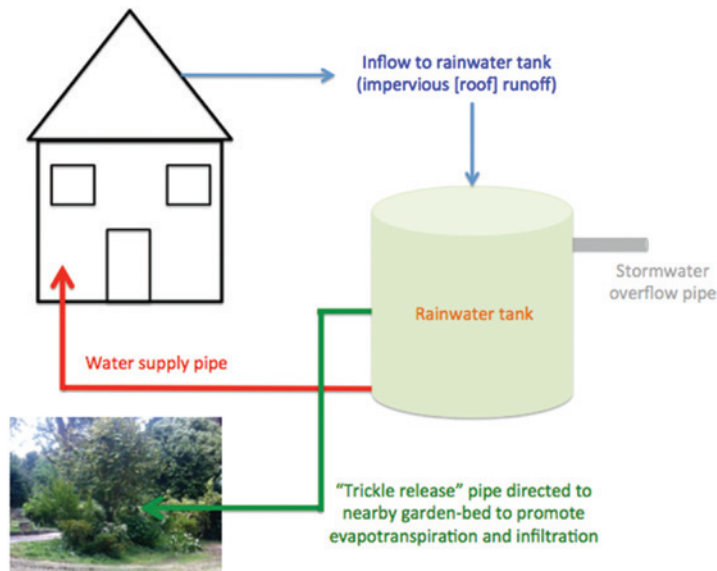 Inflow to rainwater tank
(impervious [roof] runoff)
Stormwater
overflow pipe
Rainwater tank
Water supply pipe
“Trickle release” pipe directed to
nearby garden-bed to promote
evapotranspiration and infiltration